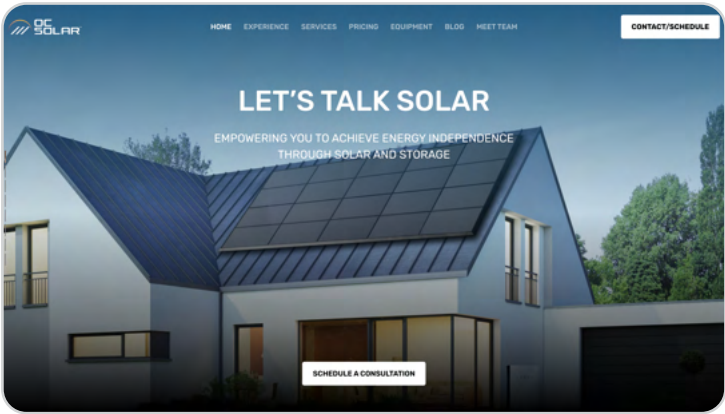 OC
SOLAR
HOME
EXPERIENCE
SERVICES
PRICING
EQUIPMENT
BLOG
MEET TEAM
CONTACT/SCHEDULE
LET'S TALK SOLAR
EMPOWERING YOU TO ACHIEVE ENERGY INDEPENDENCE
THROUGH SOLAR AND STORAGE
SCHEDULE A CONSULTATION